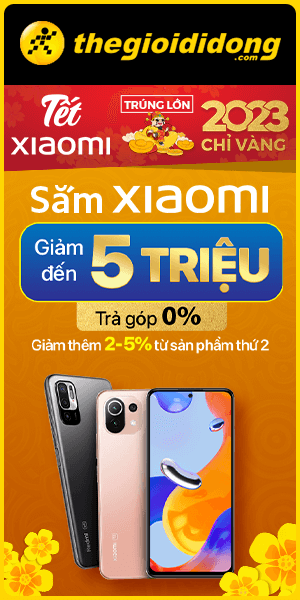 thegioididong
.com
Tết
xiaomi
TRÚNG LỚN
2023
CHỈ VÀNG
Sắm xiaomi
Giảm
đến
5 TRIỆU
Trả góp 0%
Giảm thêm 2-5% từ sản phẩm thứ 2